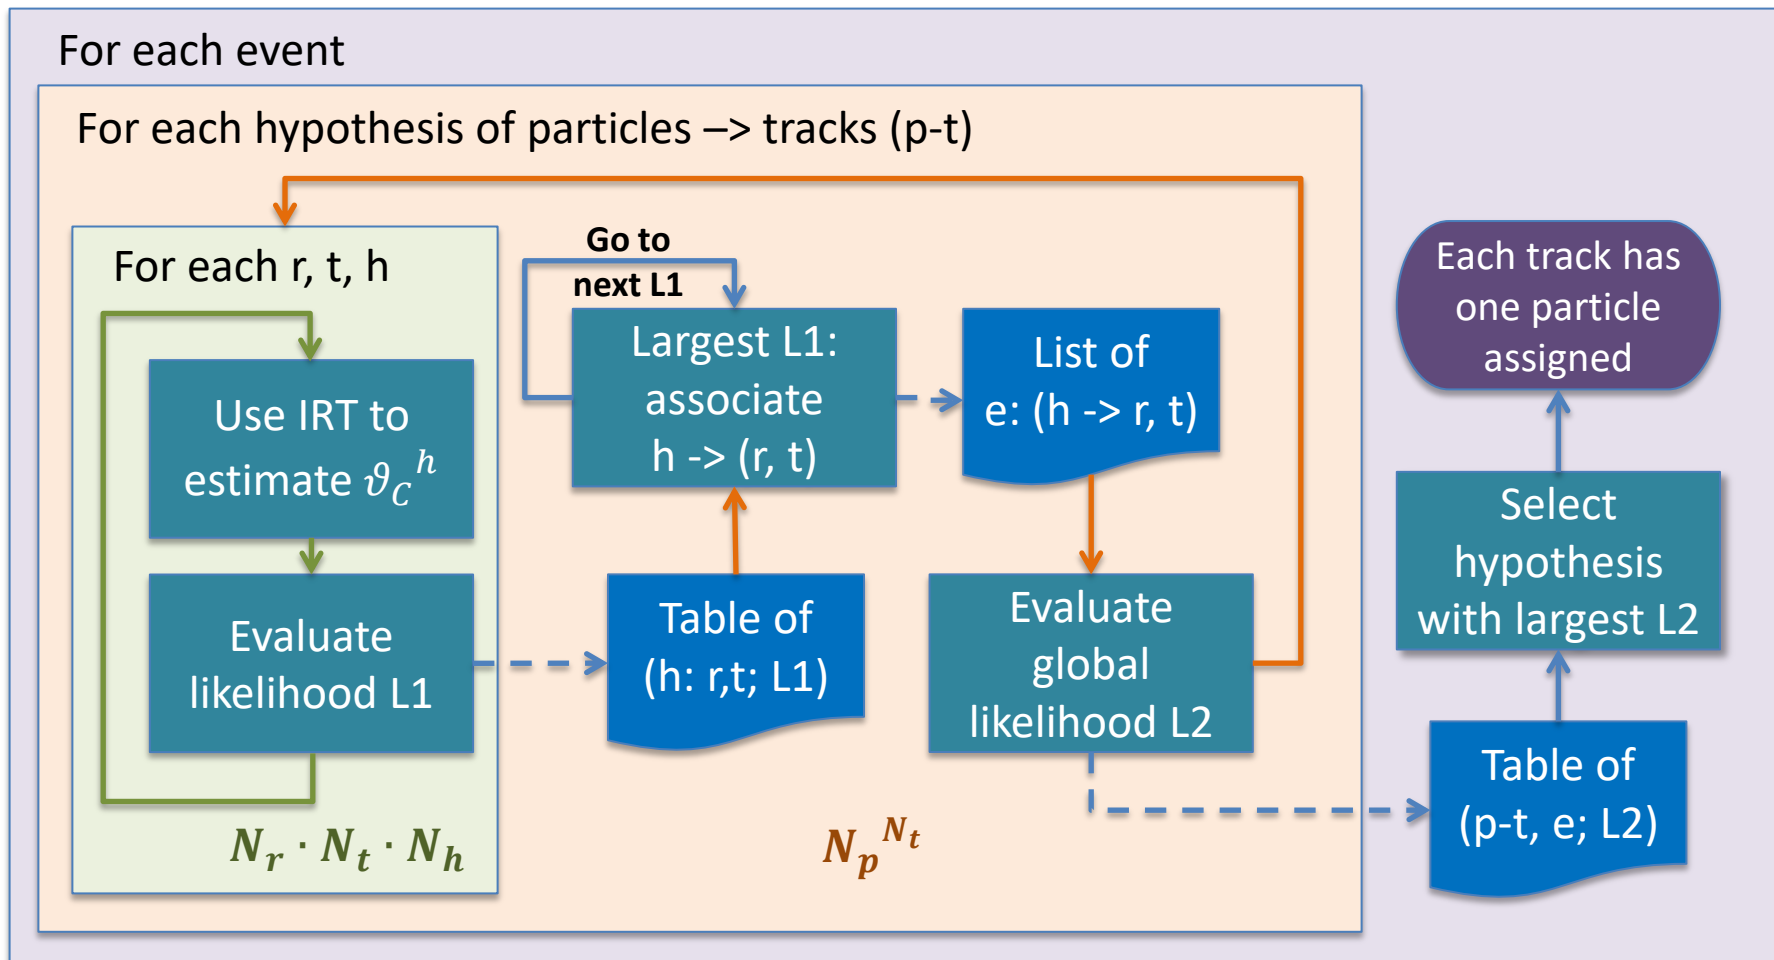 For each event
For each hypothesis of particles –> tracks (p-t)
For each r, t, h
Use IRT to
estimate ϑ_C^h
Evaluate
likelihood L1
N_r · N_t · N_h
Go to
next L1
Largest L1:
associate
h -> (r, t)
Table of
(h: r,t; L1)
List of
e: (h -> r, t)
Evaluate
global
likelihood L2
N_p^{N_t}
Each track has
one particle
assigned
Select
hypothesis
with largest L2
Table of
(p-t, e; L2)